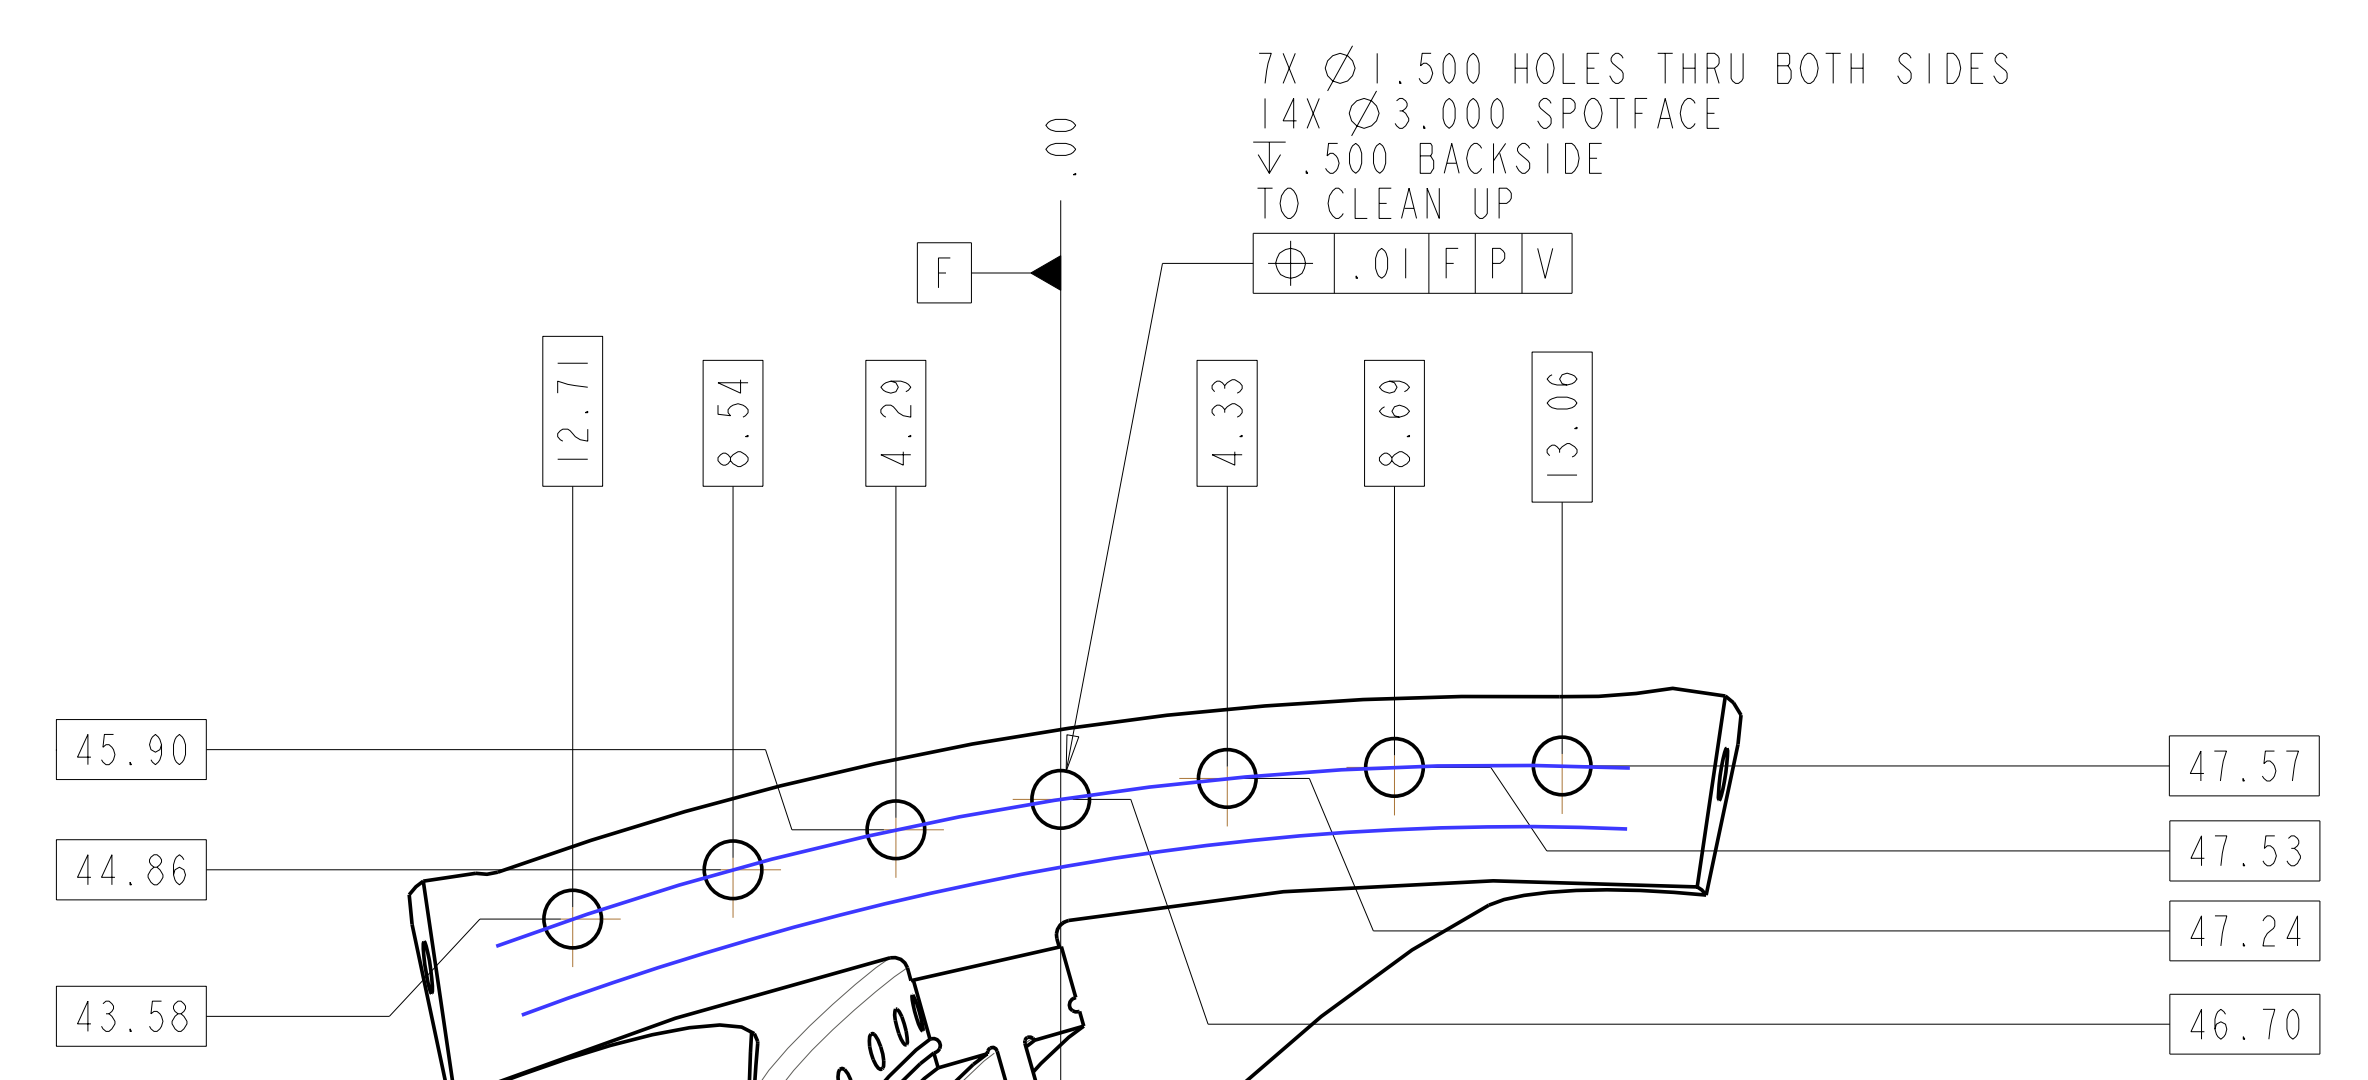 7X ⌀1.500 HOLES THRU BOTH SIDES
14X ⌀3.000 SPOTFACE
↧.500 BACKSIDE
TO CLEAN UP
⌖ .01 F P V
.00
F
12.71
8.54
4.29
4.33
8.69
13.06
45.90
44.86
43.58
47.57
47.53
47.24
46.70